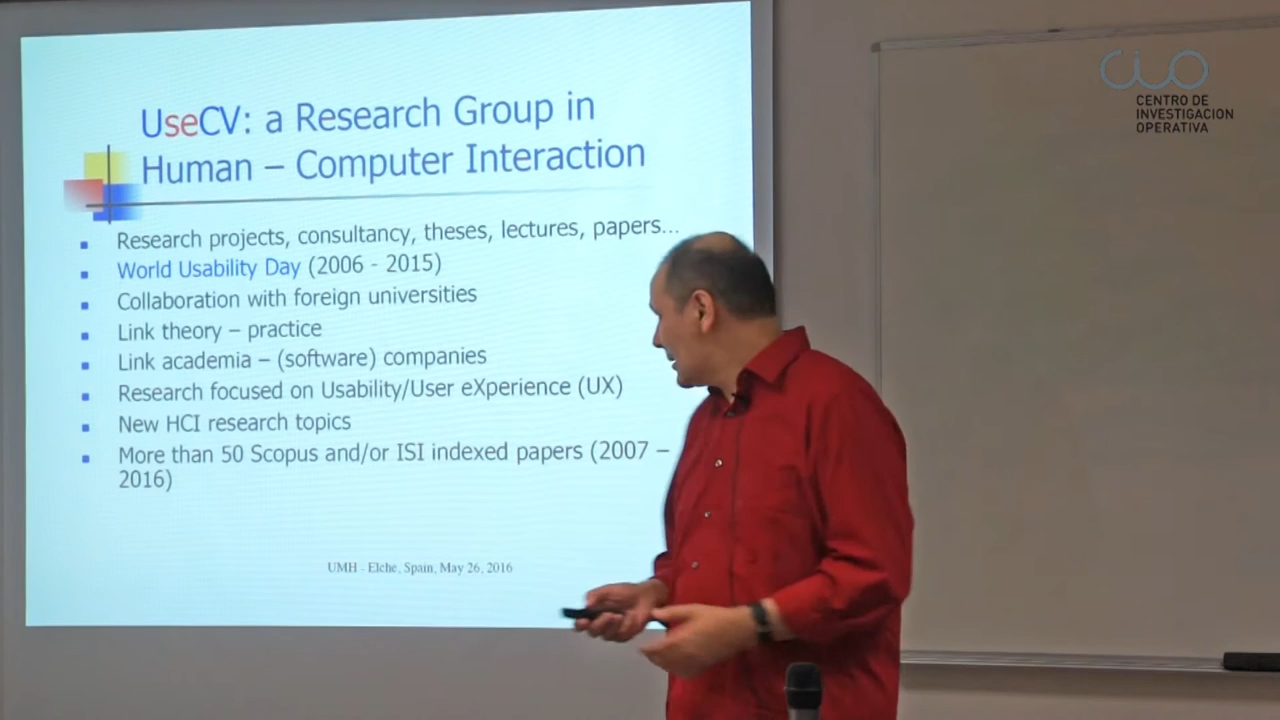 UseCV: a Research Group in
Human – Computer Interaction
Research projects, consultancy, theses, lectures, papers...
World Usability Day (2006 - 2015)
Collaboration with foreign universities
Link theory – practice
Link academia – (software) companies
Research focused on Usability/User eXperience (UX)
New HCI research topics
More than 50 Scopus and/or ISI indexed papers (2007 –
2016)
UMH - Elche, Spain, May 26, 2016
CIO
CENTRO DE
INVESTIGACION
OPERATIVA